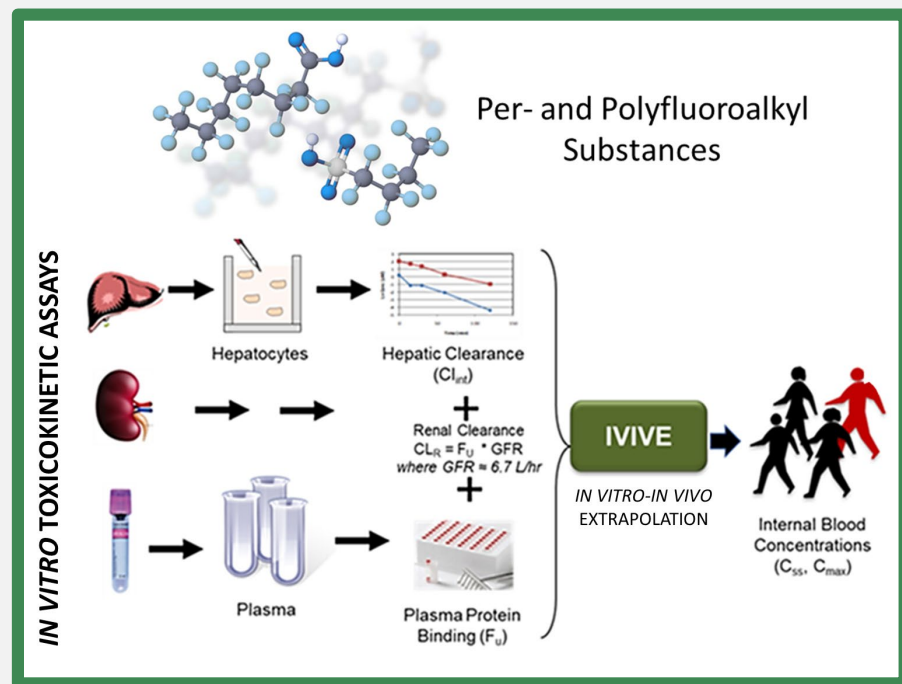 Per- and Polyfluoroalkyl
Substances
IN VITRO TOXICOKINETIC ASSAYS
Hepatocytes
Hepatic Clearance
(Cl_int)
+
Renal Clearance
CL_R = F_U * GFR
where GFR ≈ 6.7 L/hr
+
Plasma
Plasma Protein
Binding (F_u)
IVIVE
IN VITRO-IN VIVO
EXTRAPOLATION
Internal Blood
Concentrations
(C_ss, C_max)